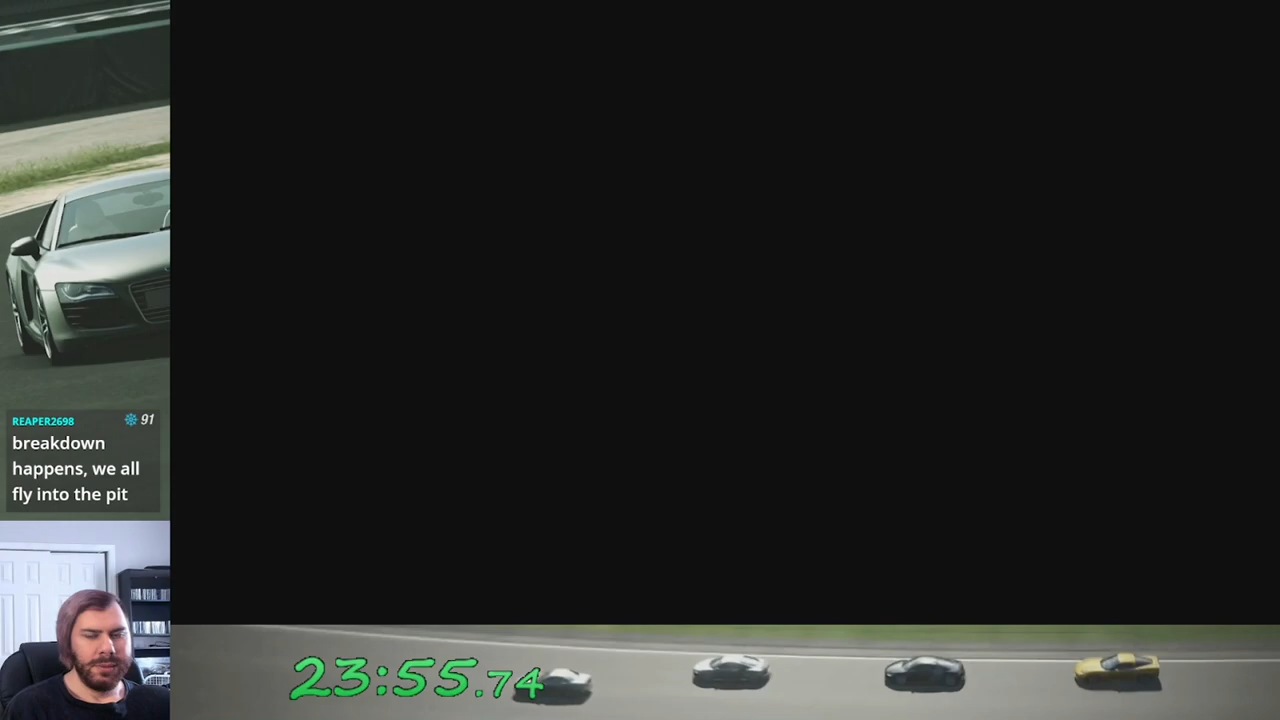 REAPER2698 91
breakdown
happens, we all
fly into the pit
23:55.74